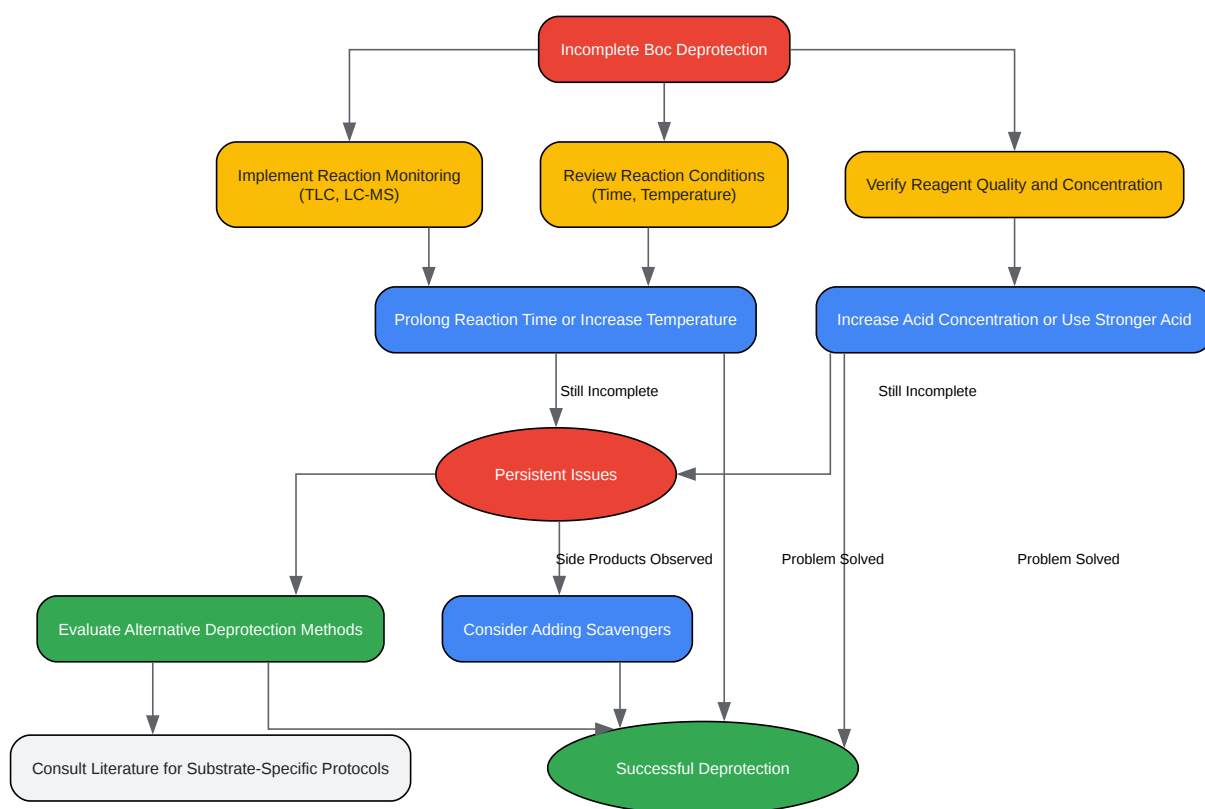 Incomplete Boc Deprotection
Implement Reaction Monitoring
(TLC, LC-MS)
Review Reaction Conditions
(Time, Temperature)
Verify Reagent Quality and Concentration
Prolong Reaction Time or Increase Temperature
Increase Acid Concentration or Use Stronger Acid
Still Incomplete
Still Incomplete
Persistent Issues
Side Products Observed
Problem Solved
Problem Solved
Evaluate Alternative Deprotection Methods
Consider Adding Scavengers
Consult Literature for Substrate-Specific Protocols
Successful Deprotection